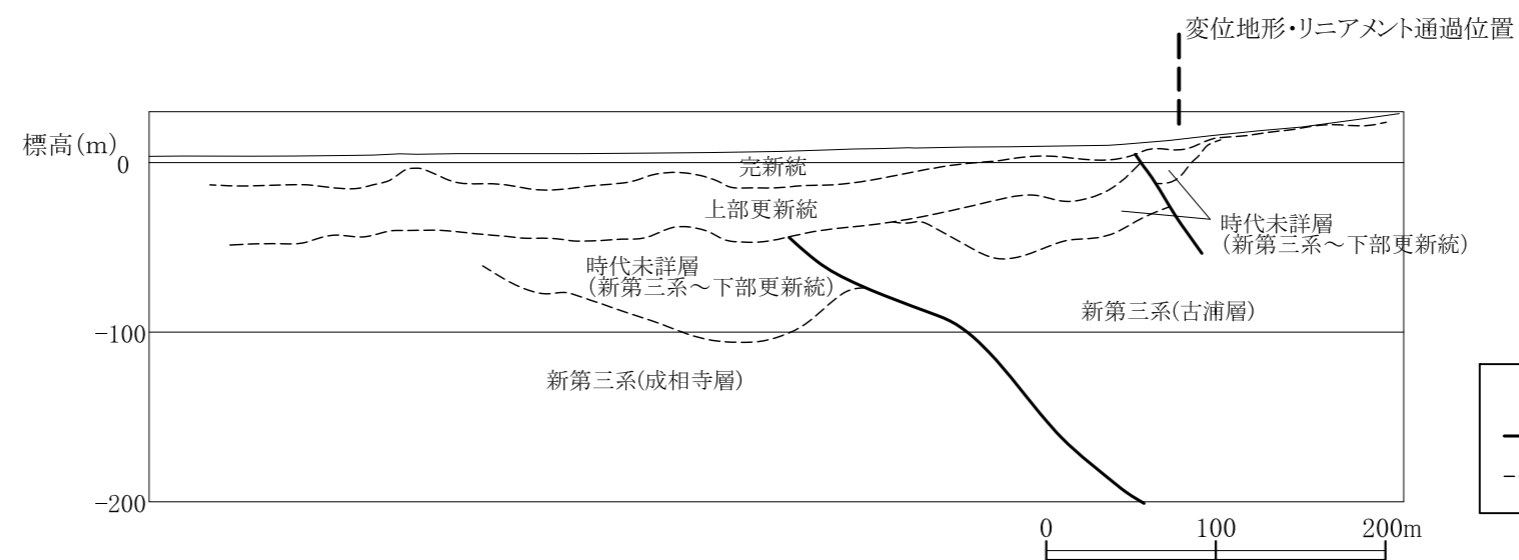 変位地形・リニアメント通過位置
標高(m)
0
完新統
上部更新統
時代未詳層
(新第三系～下部更新統)
時代未詳層
(新第三系～下部更新統)
新第三系(古浦層)
-100
新第三系(成相寺層)
-200
0 100 200m